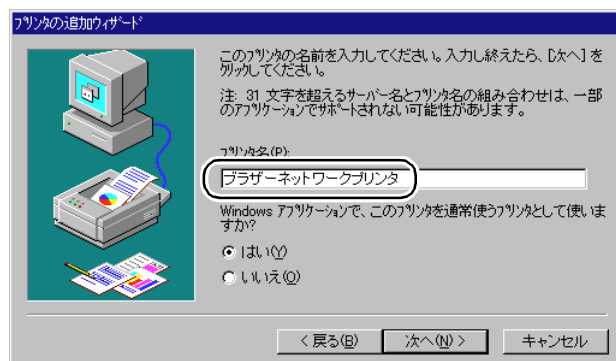 プリンタの追加ウィザード
このプリンタの名前を入力してください。入力し終えたら、[次へ] を
クリックしてください。
注: 31 文字を超えるサーバー名とプリンタ名の組み合わせは、一部
のアプリケーションでサポートされない可能性があります。
プリンタ名(P):
ブラザーネットワークプリンタ
Windows アプリケーションで、このプリンタを通常使うプリンタとして使いま
すか?
はい(Y)
いいえ(O)
< 戻る(B)
次へ(N) >
キャンセル